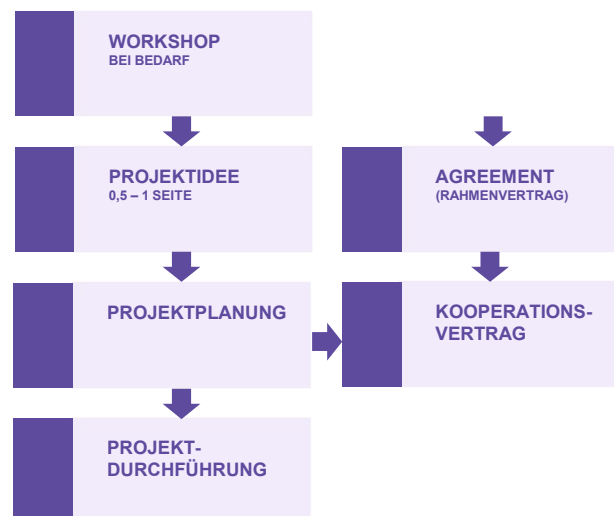 WORKSHOP
BEI BEDARF
PROJEKTIDEE
0,5 – 1 SEITE
AGREEMENT
(RAHMENVERTRAG)
PROJEKTPLANUNG
KOOPERATIONS-
VERTRAG
PROJEKT-
DURCHFÜHRUNG